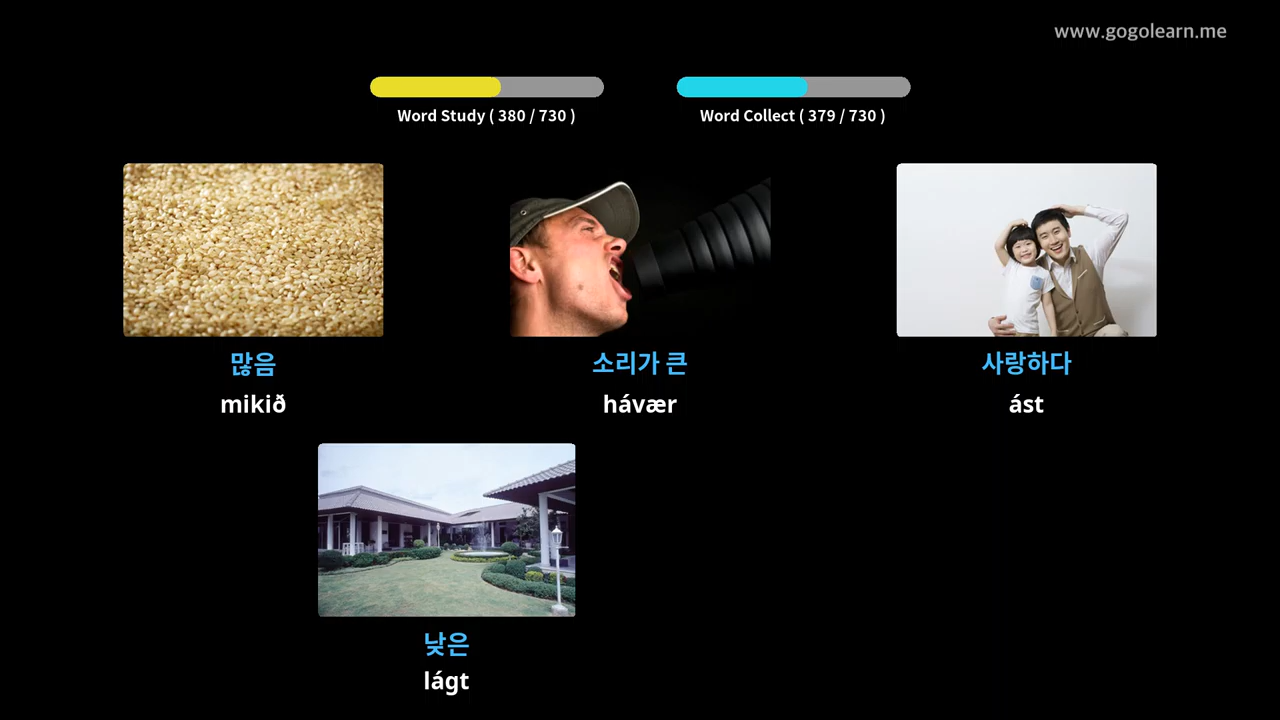 www.gogolearn.me
Word Study ( 380 / 730 )
Word Collect ( 379 / 730 )
많음
mikið
소리가 큰
hávær
사랑하다
ást
낮은
lágt